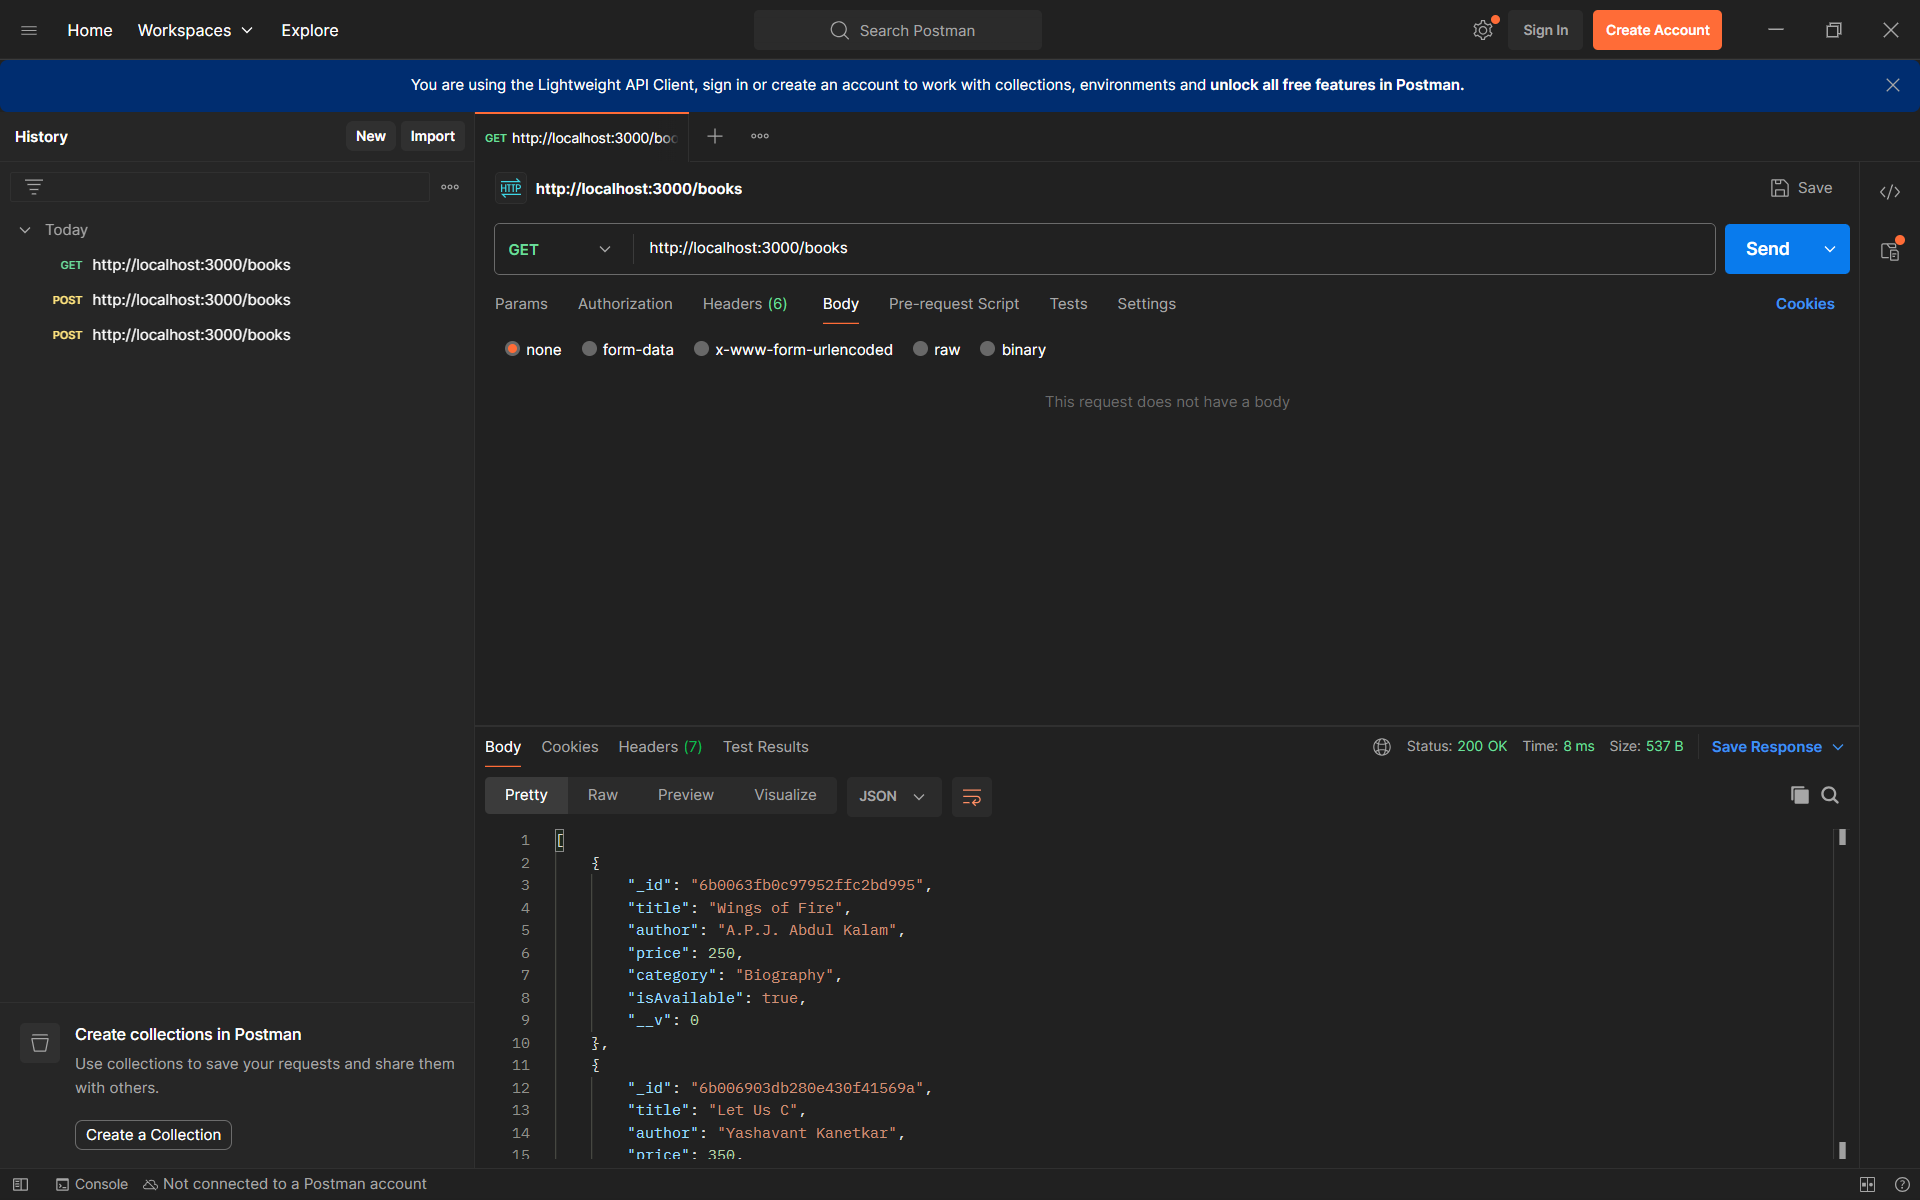 Home Workspaces Explore Search Postman Sign In Create Account
You are using the Lightweight API Client, sign in or create an account to work with collections, environments and unlock all free features in Postman.
History New Import
GET http://localhost:3000/boo
HTTP http://localhost:3000/books Save
Today
GET http://localhost:3000/books
POST http://localhost:3000/books
POST http://localhost:3000/books
GET http://localhost:3000/books Send
Params Authorization Headers (6) Body Pre-request Script Tests Settings Cookies
none form-data x-www-form-urlencoded raw binary
This request does not have a body
Body Cookies Headers (7) Test Results Status: 200 OK Time: 8 ms Size: 537 B Save Response
Pretty Raw Preview Visualize JSON
1 [
2 {
3 "_id": "6b0063fb0c97952ffc2bd995",
4 "title": "Wings of Fire",
5 "author": "A.P.J. Abdul Kalam",
6 "price": 250,
7 "category": "Biography",
8 "isAvailable": true,
9 "__v": 0
10 },
11 {
12 "_id": "6b006903db280e430f41569a",
13 "title": "Let Us C",
14 "author": "Yashavant Kanetkar",
15 "price": 350,
Create collections in Postman
Use collections to save your requests and share them
with others.
Create a Collection
Console Not connected to a Postman account